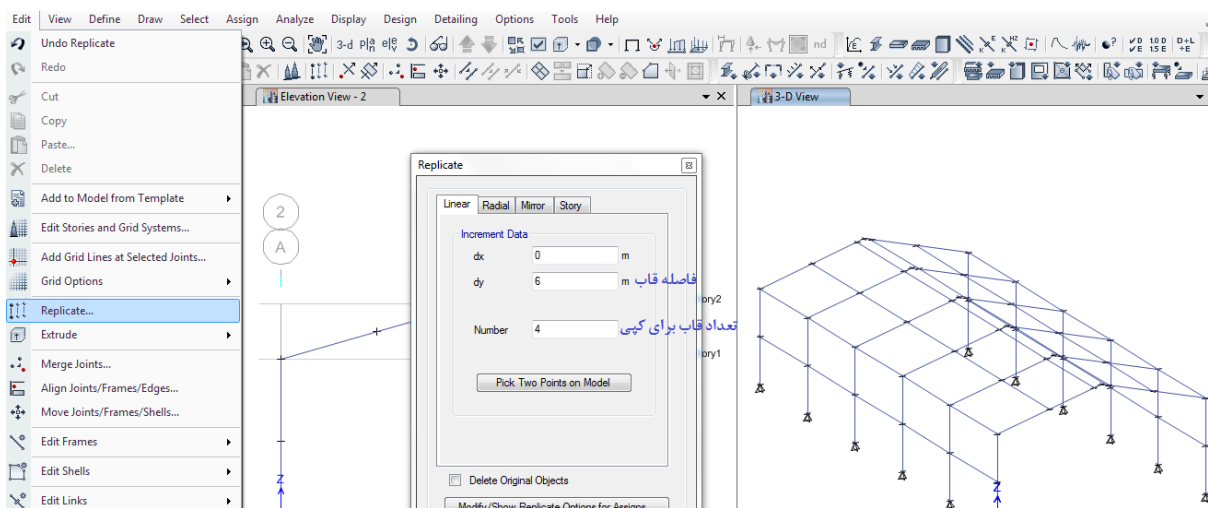 Edit View Define Draw Select Assign Analyze Display Design Detailing Options Tools Help
Undo Replicate
Redo
Cut
Copy
Paste...
Delete
Add to Model from Template
Edit Stories and Grid Systems...
Add Grid Lines at Selected Joints...
Grid Options
Replicate...
Extrude
Merge Joints...
Align Joints/Frames/Edges...
Move Joints/Frames/Shells...
Edit Frames
Edit Shells
Edit Links
3-d
nd
Elevation View - 2
2
A
Z
Replicate
Linear Radial Mirror Story
Increment Data
dx 0 m
dy 6 m فاصله قاب
Number 4 تعداد قاب برای کپی
Pick Two Points on Model
Delete Original Objects
Modify/Show Replicate Options for Assigns...
ory2
ory1
3-D View
Z